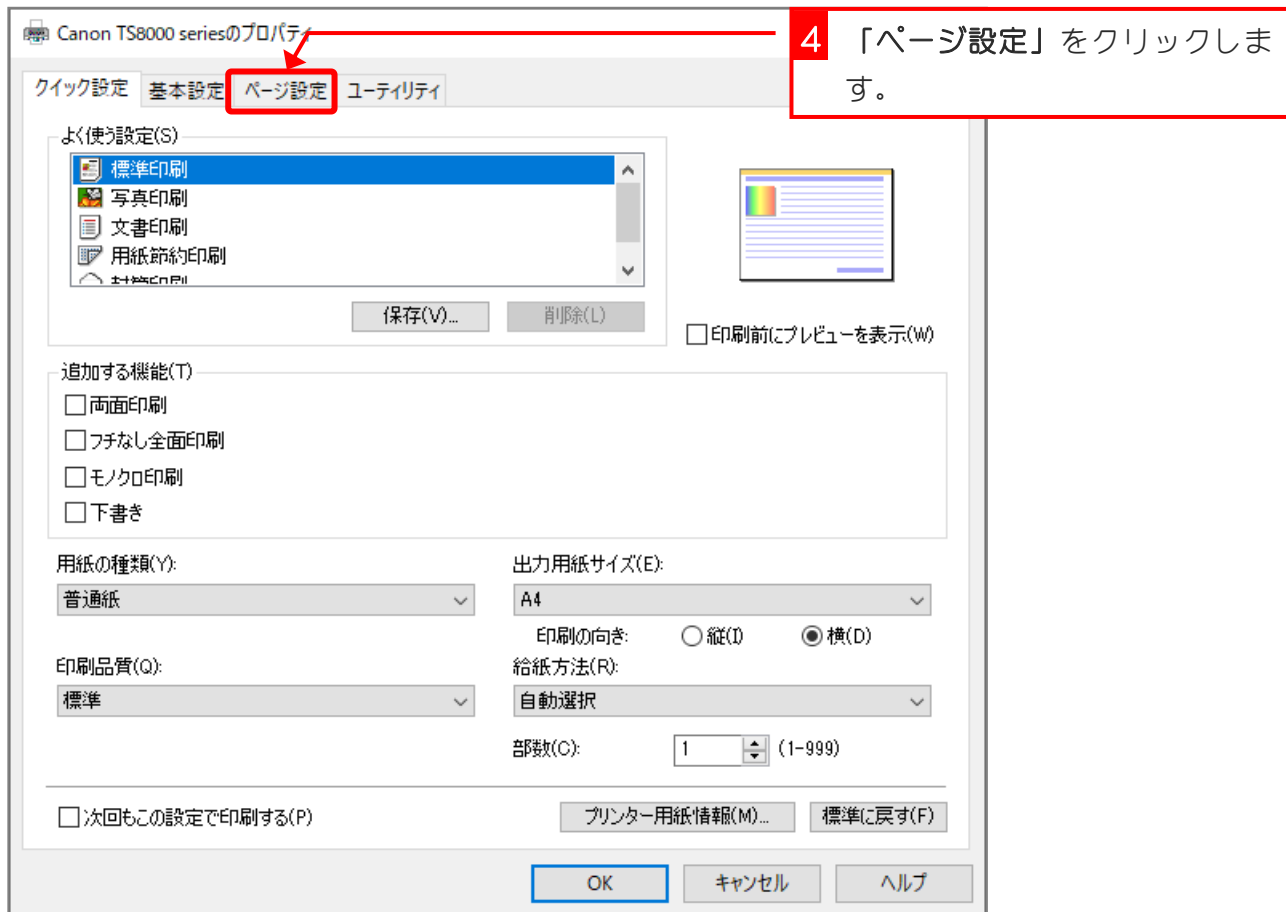 Canon TS8000 seriesのプロパティ
4 「ページ設定」をクリックしま
す。
クイック設定 基本設定 ページ設定 ユーティリティ
よく使う設定(S)
標準印刷
写真印刷
文書印刷
用紙節約印刷
封筒印刷
保存(V)... 削除(L)
印刷前にプレビューを表示(W)
追加する機能(T)
両面印刷
フチなし全面印刷
モノクロ印刷
下書き
用紙の種類(Y): 出力用紙サイズ(E):
普通紙 A4
印刷の向き: 縦(I) 横(D)
印刷品質(Q): 給紙方法(R):
標準 自動選択
部数(C): 1 (1-999)
次回もこの設定で印刷する(P) プリンター用紙情報(M)... 標準に戻す(F)
OK キャンセル ヘルプ